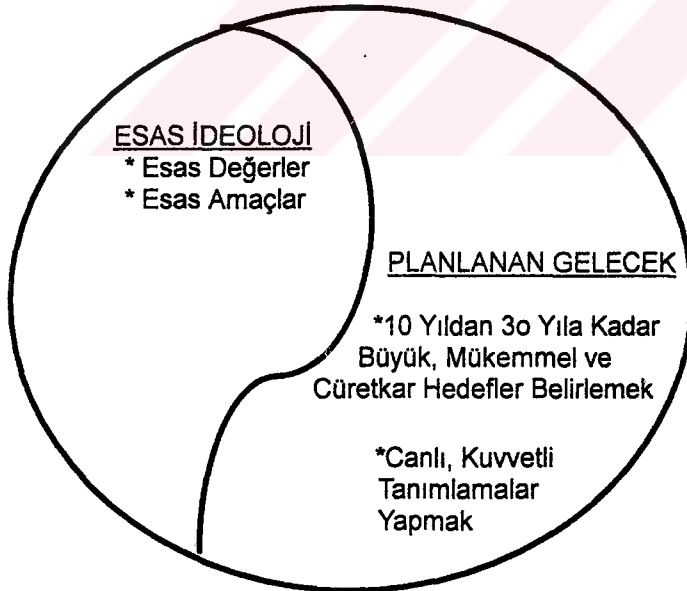 ESAS İDEOLOJİ
* Esas Değerler
* Esas Amaçlar
PLANLANAN GELECEK
*10 Yıldan 3o Yıla Kadar
Büyük, Mükemmel ve
Cüretkar Hedefler Belirlemek
*Canlı, Kuvvetli
Tanımlamalar
Yapmak